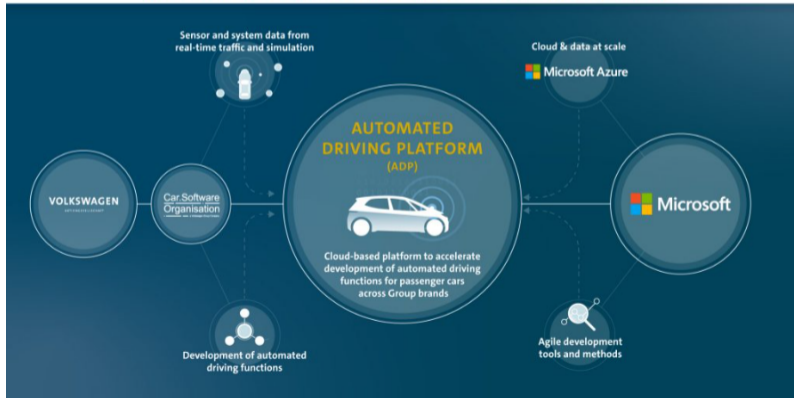 Sensor and system data from
real-time traffic and simulation
Cloud & data at scale
Microsoft Azure
AUTOMATED
DRIVING PLATFORM
(ADP)
VOLKSWAGEN
Car.Software
Organisation
Microsoft
Cloud-based platform to accelerate
development of automated driving
functions for passenger cars
across Group brands
Development of automated
driving functions
Agile development
tools and methods